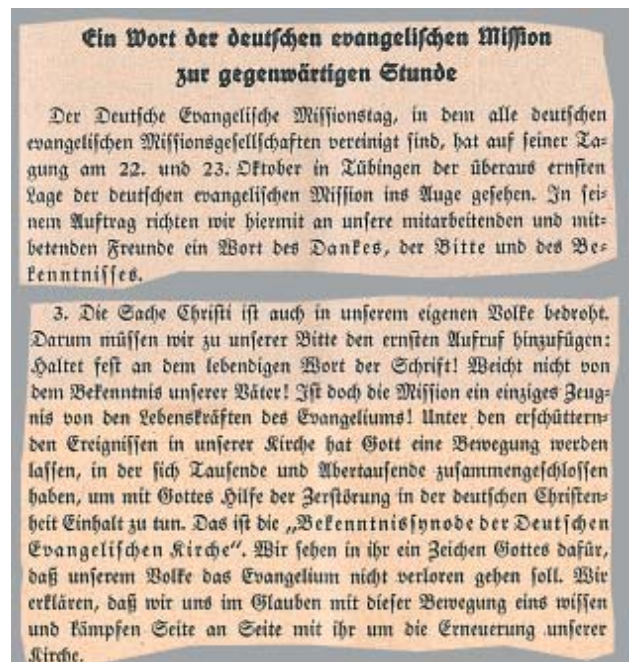 Ein Wort der deutschen evangelischen Mission
zur gegenwärtigen Stunde
Der Deutsche Evangelische Missionstag, in dem alle deutschen
evangelischen Missionsgesellschaften vereinigt sind, hat auf seiner Ta-
gung am 22. und 23. Oktober in Tübingen der überaus ernsten
Lage der deutschen evangelischen Mission ins Auge gesehen. In sei-
nem Auftrag richten wir hiermit an unsere mitarbeitenden und mit-
betenden Freunde ein Wort des Dankes, der Bitte und des Be-
kenntnisses.
3. Die Sache Christi ist auch in unserem eigenen Volke bedroht.
Darum müssen wir zu unserer Bitte den ernsten Aufruf hinzufügen:
Haltet fest an dem lebendigen Wort der Schrift! Weicht nicht von
dem Bekenntnis unserer Väter! Ist doch die Mission ein einziges Zeug-
nis von den Lebenskräften des Evangeliums! Unter den erschüttern-
den Ereignissen in unserer Kirche hat Gott eine Bewegung werden
lassen, in der sich Tausende und Abertausende zusammengeschlossen
haben, um mit Gottes Hilfe der Zerstörung in der deutschen Christen-
heit Einhalt zu tun. Das ist die „Bekenntnissynode der Deutschen
Evangelischen Kirche“. Wir sehen in ihr ein Zeichen Gottes dafür,
daß unserem Volke das Evangelium nicht verloren gehen soll. Wir
erklären, daß wir uns im Glauben mit dieser Bewegung eins wissen
und kämpfen Seite an Seite mit ihr um die Erneuerung unserer
Kirche.